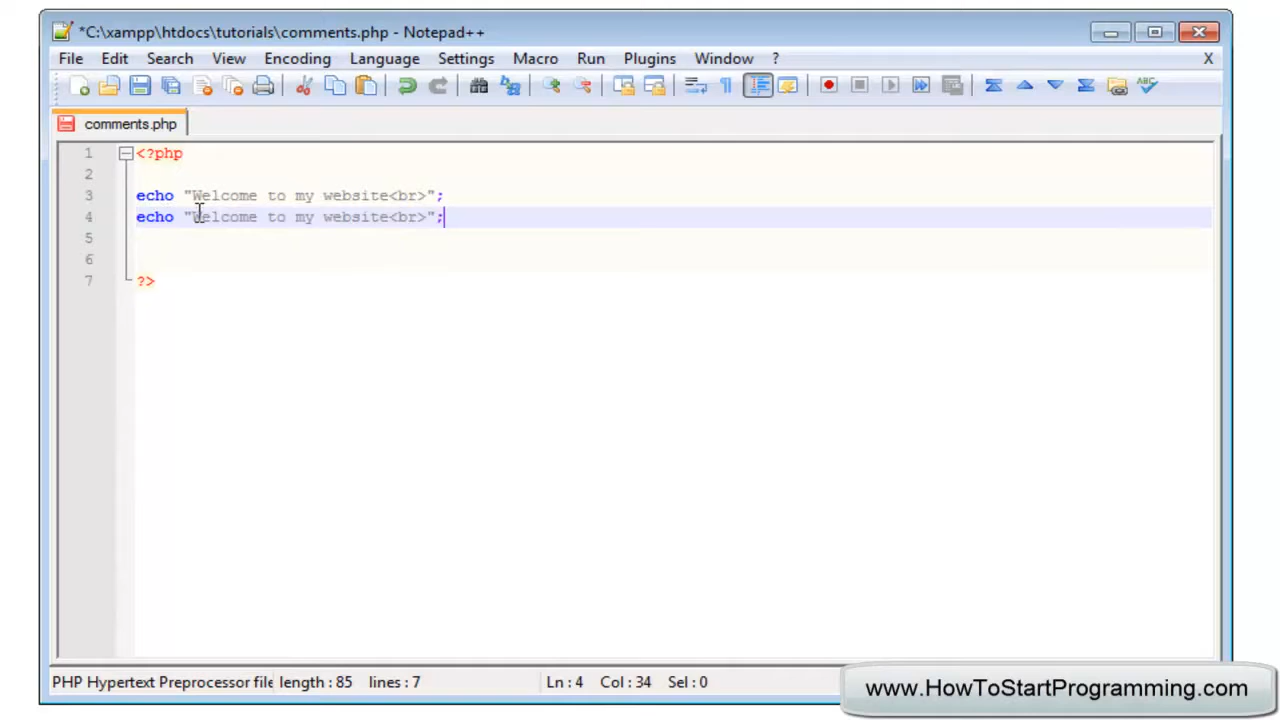 *C:\xampp\htdocs\tutorials\comments.php - Notepad++
File Edit Search View Encoding Language Settings Macro Run Plugins Window ? X
comments.php
1 <?php
2
3 echo "Welcome to my website<br>";
4 echo "Welcome to my website<br>";
5
6
7 ?>
PHP Hypertext Preprocessor file length : 85 lines : 7 Ln : 4 Col : 34 Sel : 0
www.HowToStartProgramming.com